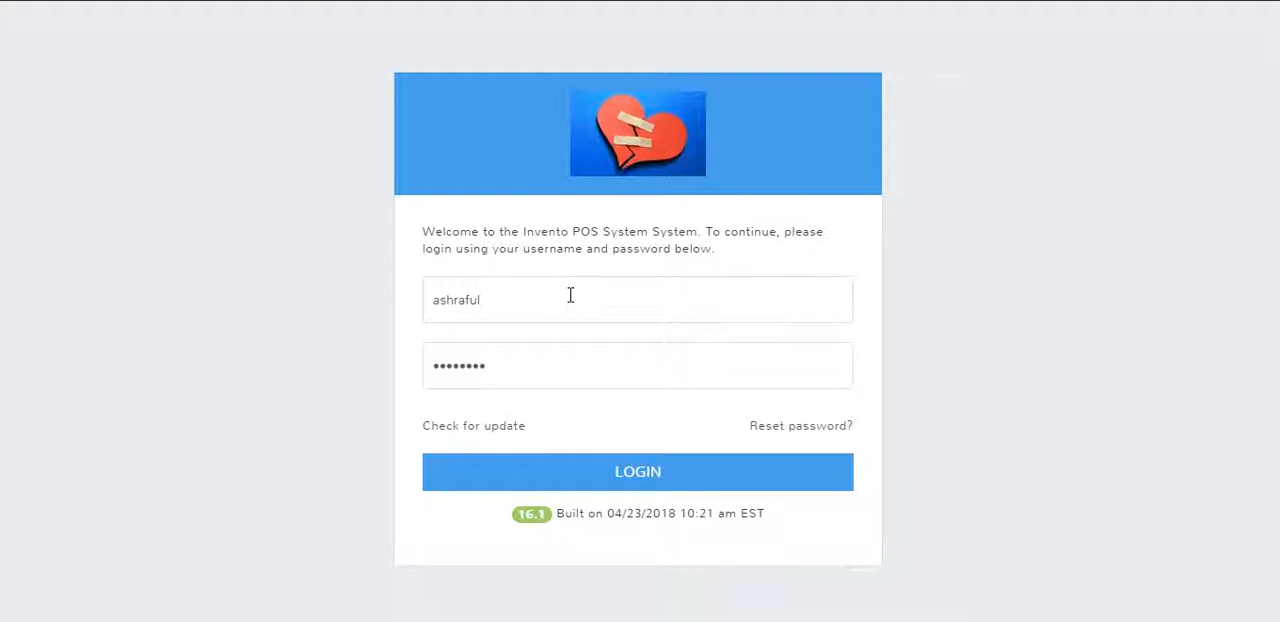 Welcome to the Invento POS System System. To continue, please
login using your username and password below.
ashraful
••••••••
Check for update Reset password?
LOGIN
16.1 Built on 04/23/2018 10:21 am EST